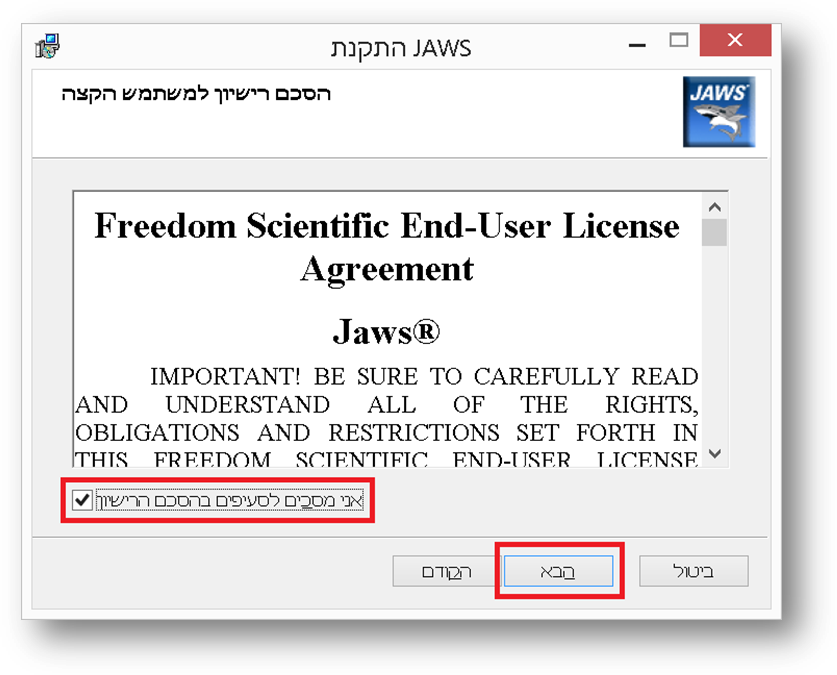 התקנת JAWS
הסכם רישיון למשתמש הקצה
JAWS
Freedom Scientific End-User License
Agreement
Jaws®
IMPORTANT! BE SURE TO CAREFULLY READ
AND UNDERSTAND ALL OF THE RIGHTS,
OBLIGATIONS AND RESTRICTIONS SET FORTH IN
THIS FREEDOM SCIENTIFIC END-USER LICENSE
אני מסכים לסעיפים בהסכם הרישיון
הקודם
הבא
ביטול